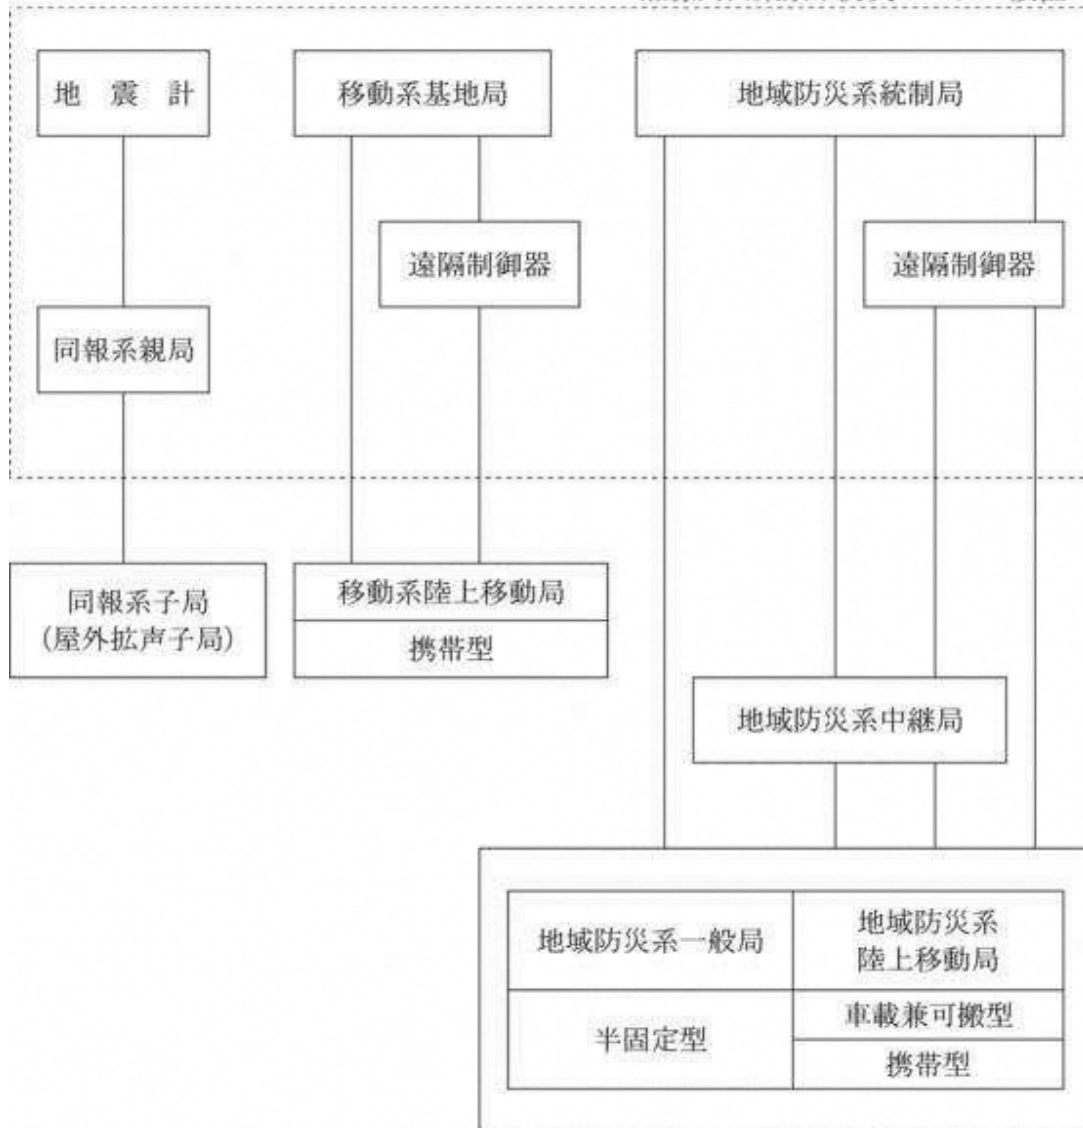 地 震 計
移動系基地局
地域防災系統制局
遠隔制御器
遠隔制御器
同報系親局
同報系子局
(屋外拡声子局)
移動系陸上移動局
携帯型
地域防災系中継局
地域防災系一般局
地域防災系
陸上移動局
半固定型
車載兼可搬型
携帯型